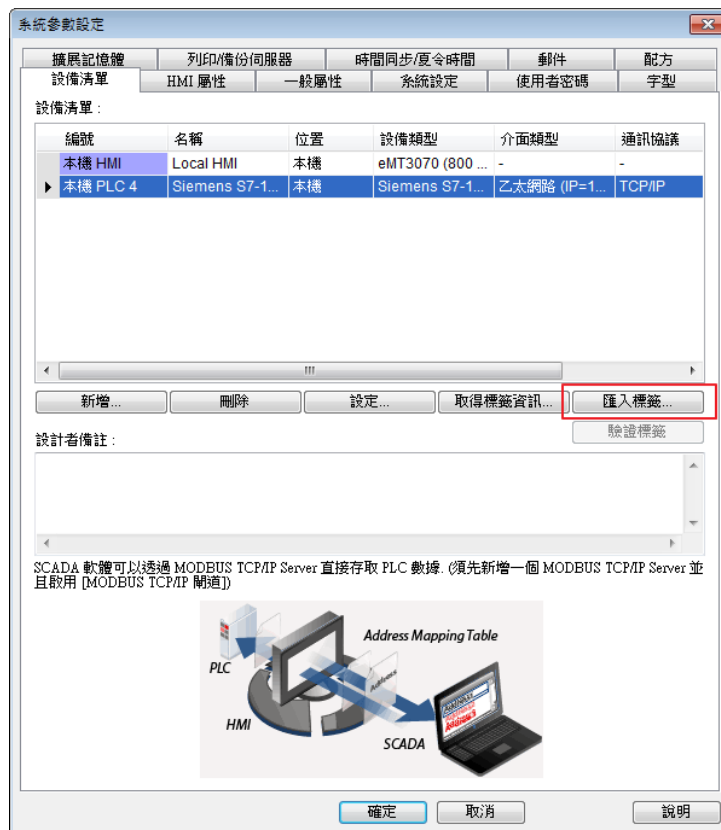 系統參數設定
擴展記憶體 列印/備份伺服器 時間同步/夏令時間 郵件 配方
設備清單 HMI 屬性 一般屬性 系統設定 使用者密碼 字型
設備清單 :
編號 名稱 位置 設備類型 介面類型 通訊協議
本機 HMI Local HMI 本機 eMT3070 (800 ... - -
本機 PLC 4 Siemens S7-1... 本機 Siemens S7-1... 乙太網路 (IP=1... TCP/IP
新增... 刪除 設定... 取得標籤資訊... 匯入標籤...
驗證標籤
設計者備註 :
SCADA 軟體可以透過 MODBUS TCP/IP Server 直接存取 PLC 數據. (須先新增一個 MODBUS TCP/IP Server 並
且啟用 [MODBUS TCP/IP 閘道])
Address Mapping Table
PLC
Address
HMI
SCADA
確定 取消 說明